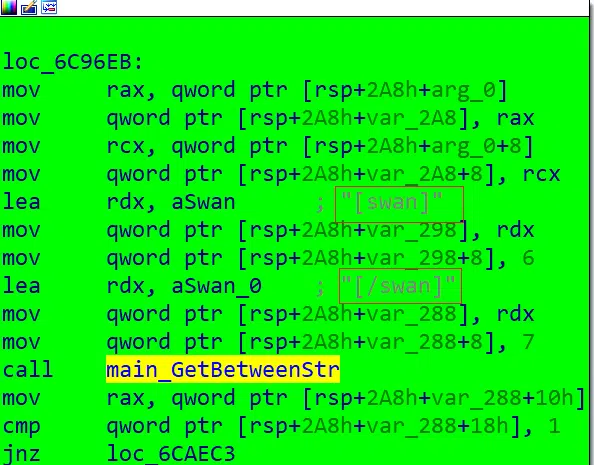 loc_6C96EB:
mov     rax, qword ptr [rsp+2A8h+arg_0]
mov     qword ptr [rsp+2A8h+var_2A8], rax
mov     rcx, qword ptr [rsp+2A8h+arg_0+8]
mov     qword ptr [rsp+2A8h+var_2A8+8], rcx
lea     rdx, aSwan      ; "[swan]"
mov     qword ptr [rsp+2A8h+var_298], rdx
mov     qword ptr [rsp+2A8h+var_298+8], 6
lea     rdx, aSwan_0    ; "[/swan]"
mov     qword ptr [rsp+2A8h+var_288], rdx
mov     qword ptr [rsp+2A8h+var_288+8], 7
call    main_GetBetweenStr
mov     rax, qword ptr [rsp+2A8h+var_288+10h]
cmp     qword ptr [rsp+2A8h+var_288+18h], 1
jnz     loc_6CAEC3